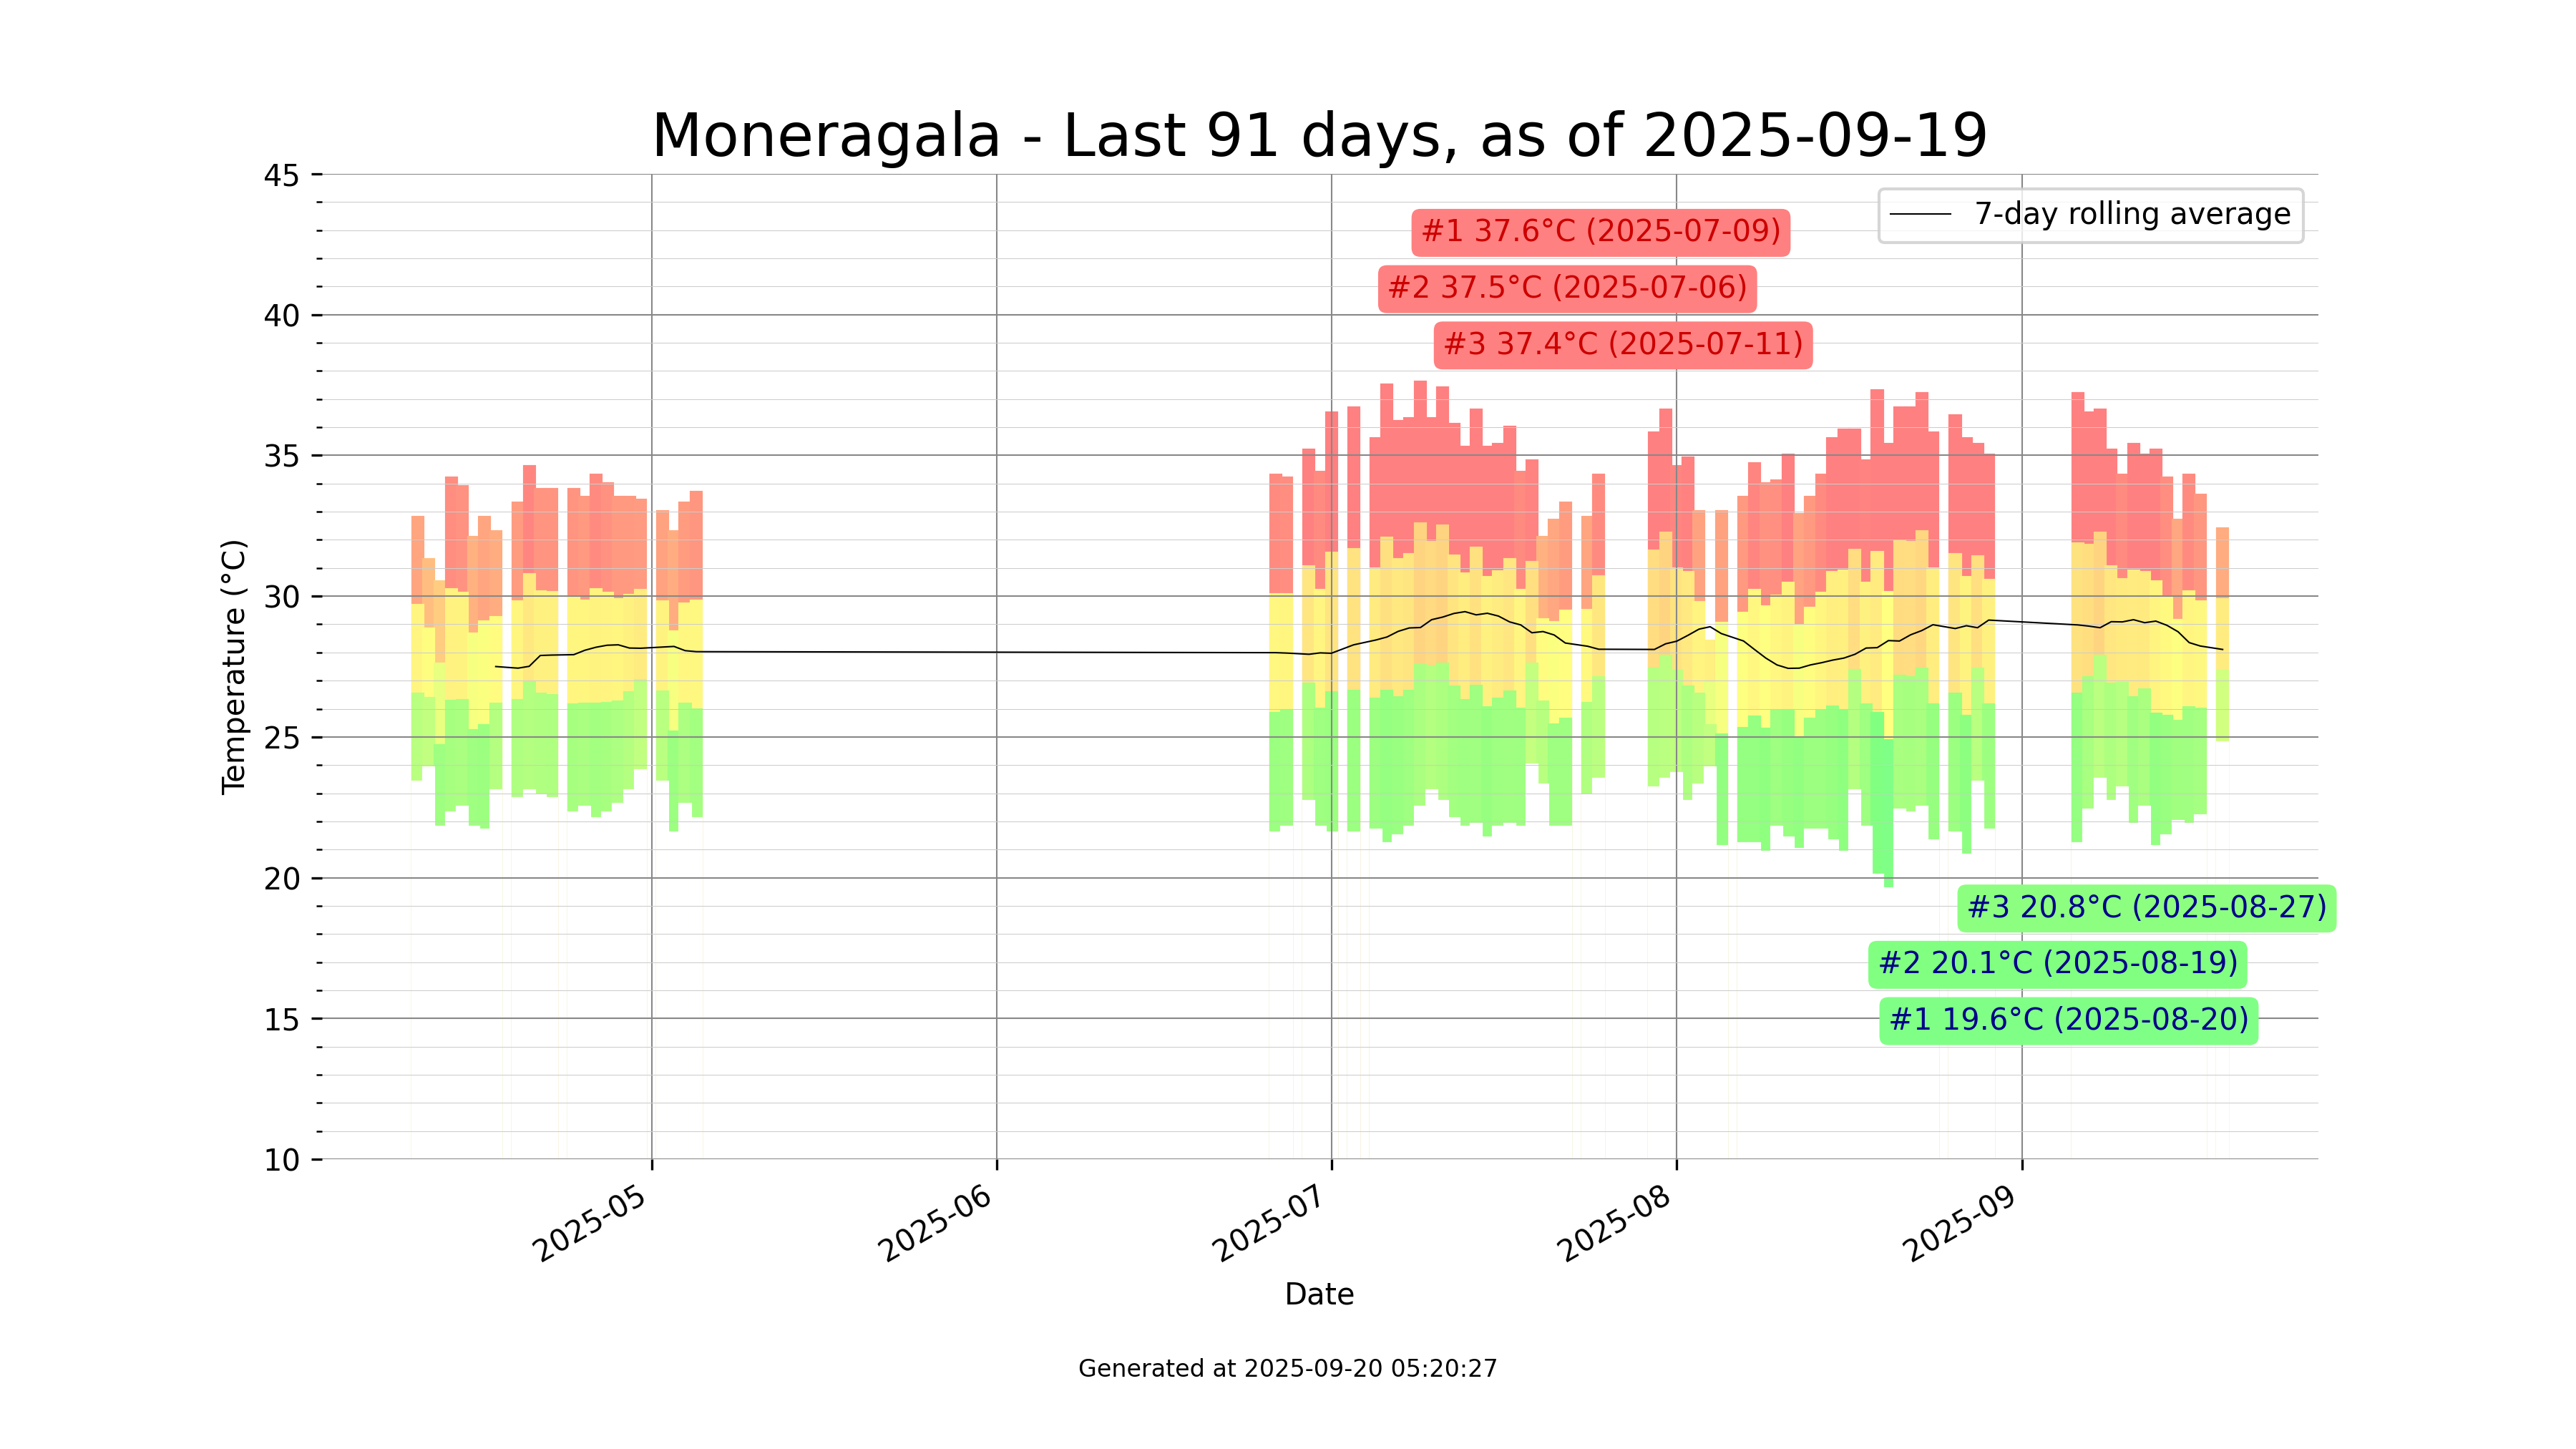 Moneragala - Last 91 days, as of 2025-09-19
45
40
35
30
25
20
15
10
Temperature (°C)
7-day rolling average
#1 37.6°C (2025-07-09)
#2 37.5°C (2025-07-06)
#3 37.4°C (2025-07-11)
#3 20.8°C (2025-08-27)
#2 20.1°C (2025-08-19)
#1 19.6°C (2025-08-20)
2025-05
2025-06
2025-07
2025-08
2025-09
Date
Generated at 2025-09-20 05:20:27